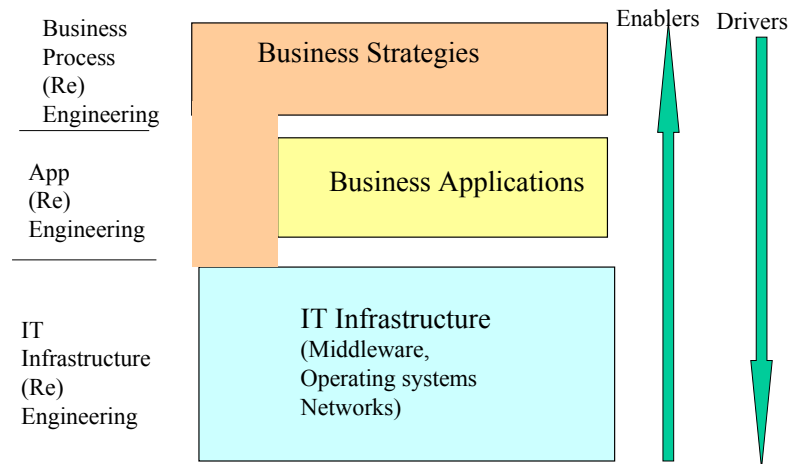 Business
Process
(Re)
Engineering
Business Strategies
Enablers
Drivers
App
(Re)
Engineering
Business Applications
IT
Infrastructure
(Re)
Engineering
IT Infrastructure
(Middleware,
Operating systems
Networks)